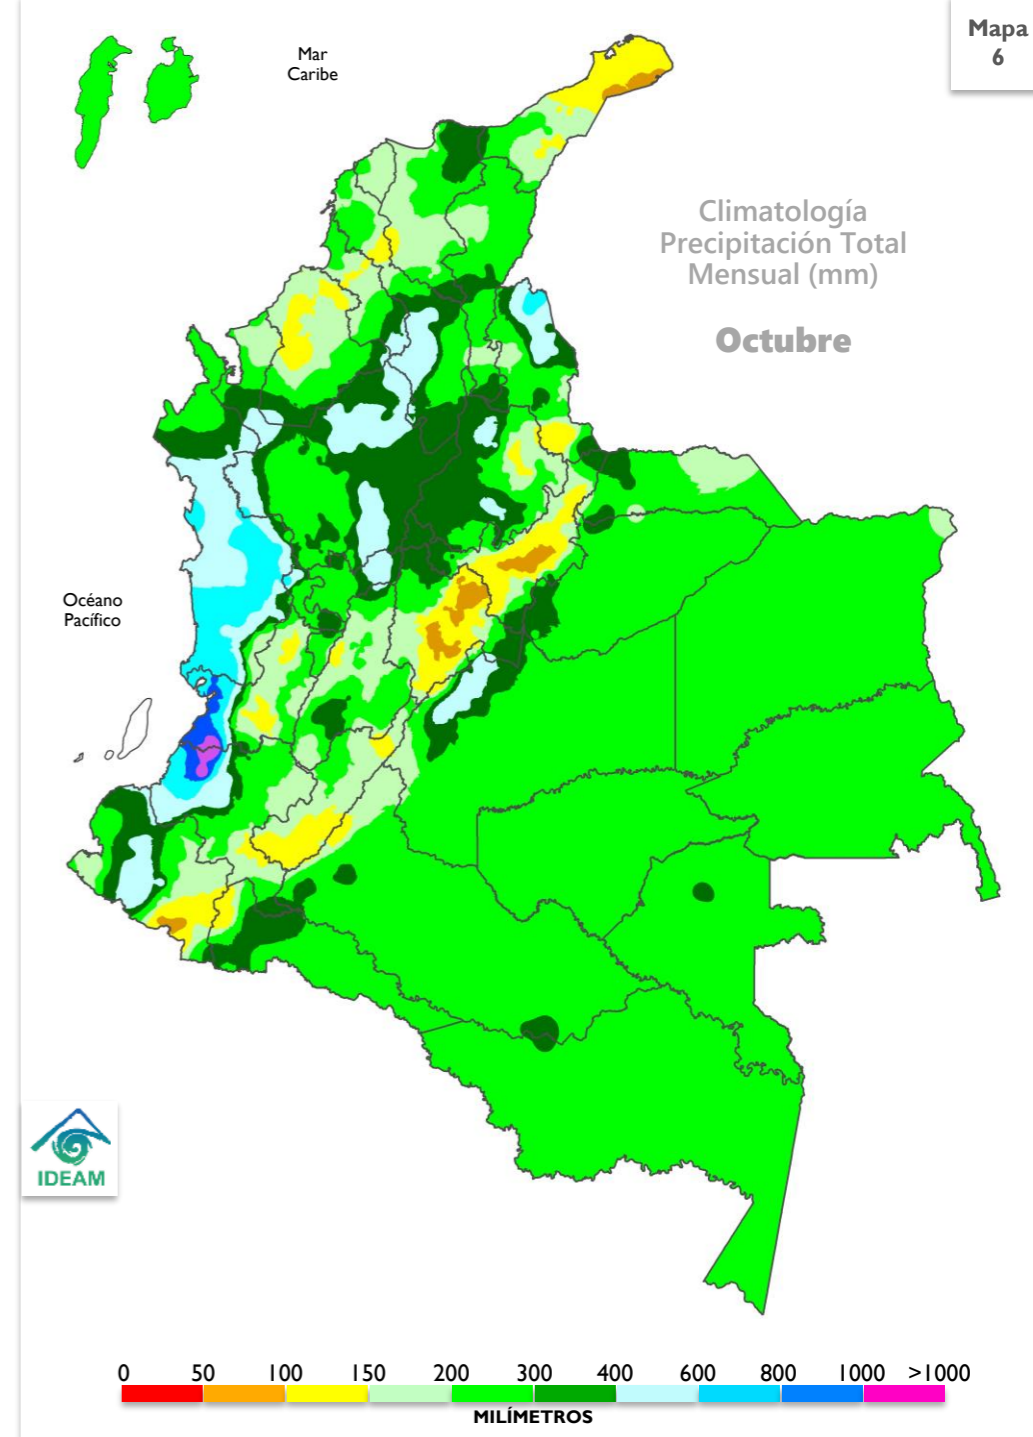 Mapa
6
Mar
Caribe
Climatología
Precipitación Total
Mensual (mm)
Octubre
Océano
Pacífico
IDEAM
0 50 100 150 200 300 400 600 800 1000 >1000
MILÍMETROS